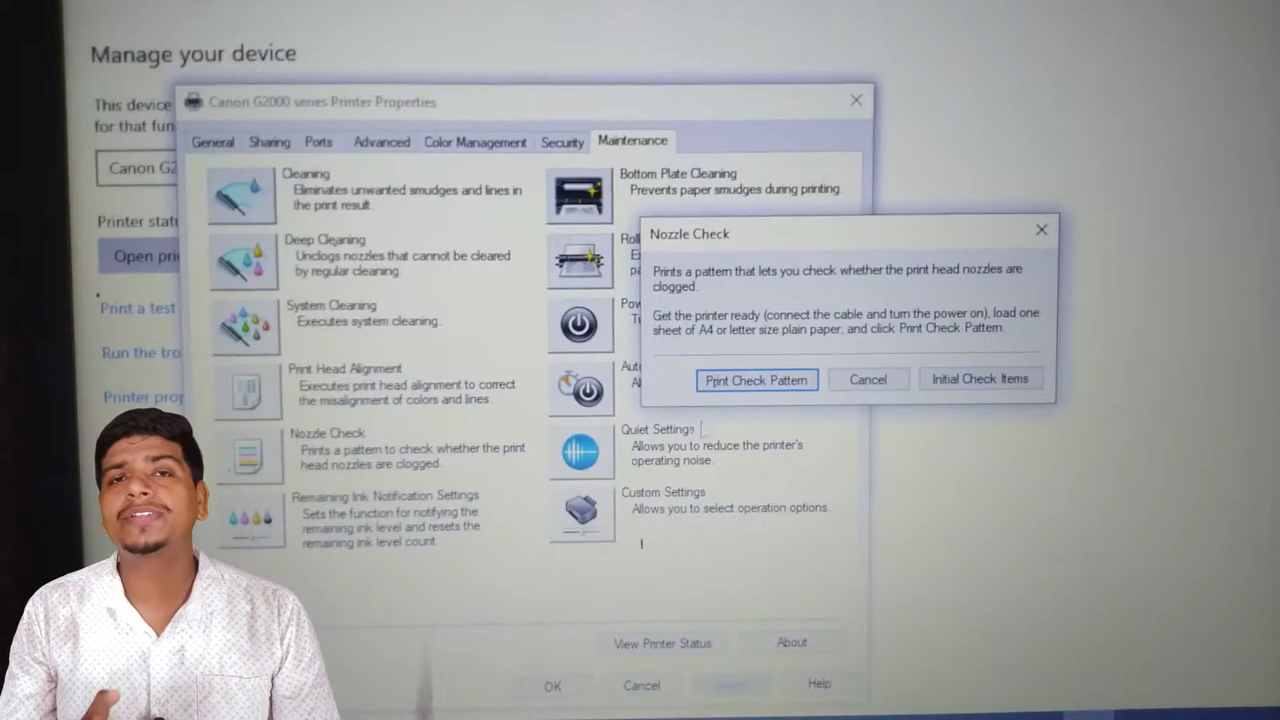 Manage your device
This device
for that fun
Canon G2
Printer statu
Open pri
Print a test
Run the tro
Printer prop
Canon G2000 series Printer Properties
General Sharing Ports Advanced Color Management Security Maintenance
Cleaning
Eliminates unwanted smudges and lines in
the print result.
Deep Cleaning
Unclogs nozzles that cannot be cleared
by regular cleaning.
System Cleaning
Executes system cleaning.
Print Head Alignment
Executes print head alignment to correct
the misalignment of colors and lines.
Nozzle Check
Prints a pattern to check whether the print
head nozzles are clogged.
Remaining Ink Notification Settings
Sets the function for notifying the
remaining ink level and resets the
remaining ink level count
Bottom Plate Cleaning
Prevents paper smudges during printing.
Roll
Pow
Auto
Quiet Settings
Allows you to reduce the printer's
operating noise.
Custom Settings
Allows you to select operation options.
View Printer Status About
OK Cancel Help
Nozzle Check
Prints a pattern that lets you check whether the print head nozzles are
clogged.
Get the printer ready (connect the cable and turn the power on), load one
sheet of A4 or letter size plain paper, and click Print Check Pattern.
Print Check Pattern Cancel Initial Check Items